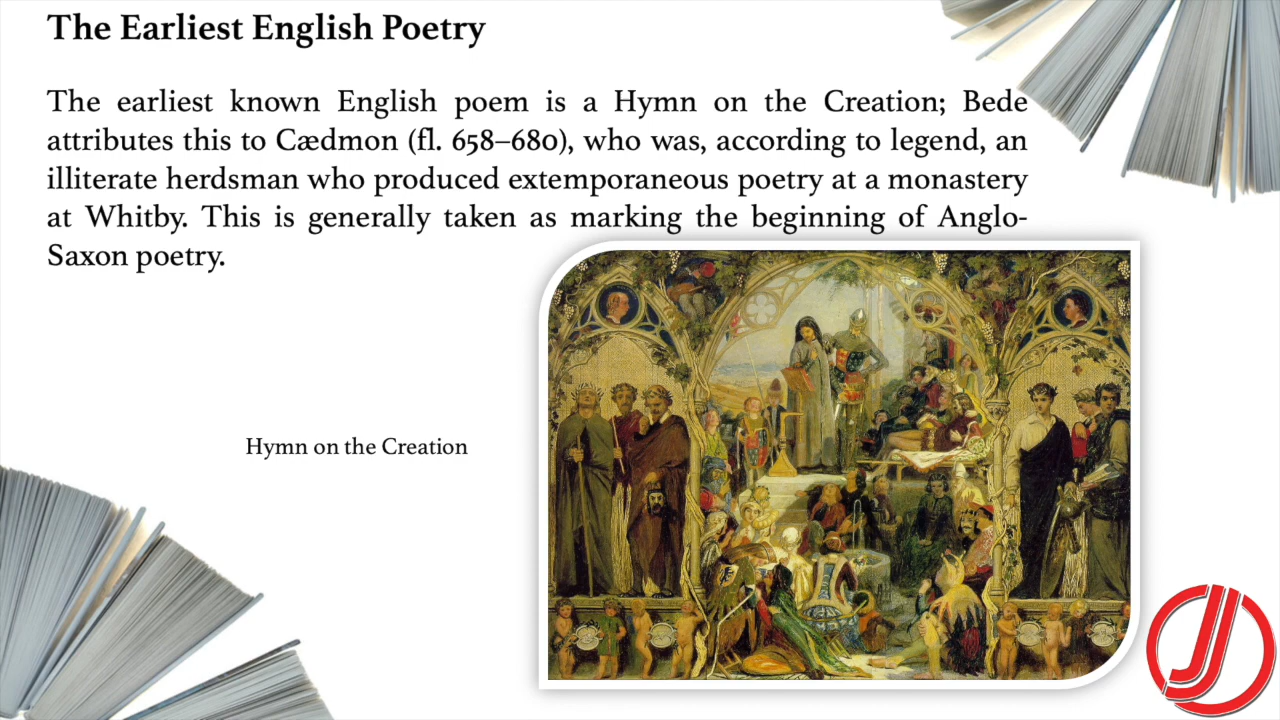 The Earliest English Poetry
The earliest known English poem is a Hymn on the Creation; Bede
attributes this to Cædmon (fl. 658–680), who was, according to legend, an
illiterate herdsman who produced extemporaneous poetry at a monastery
at Whitby. This is generally taken as marking the beginning of Anglo-
Saxon poetry.
Hymn on the Creation